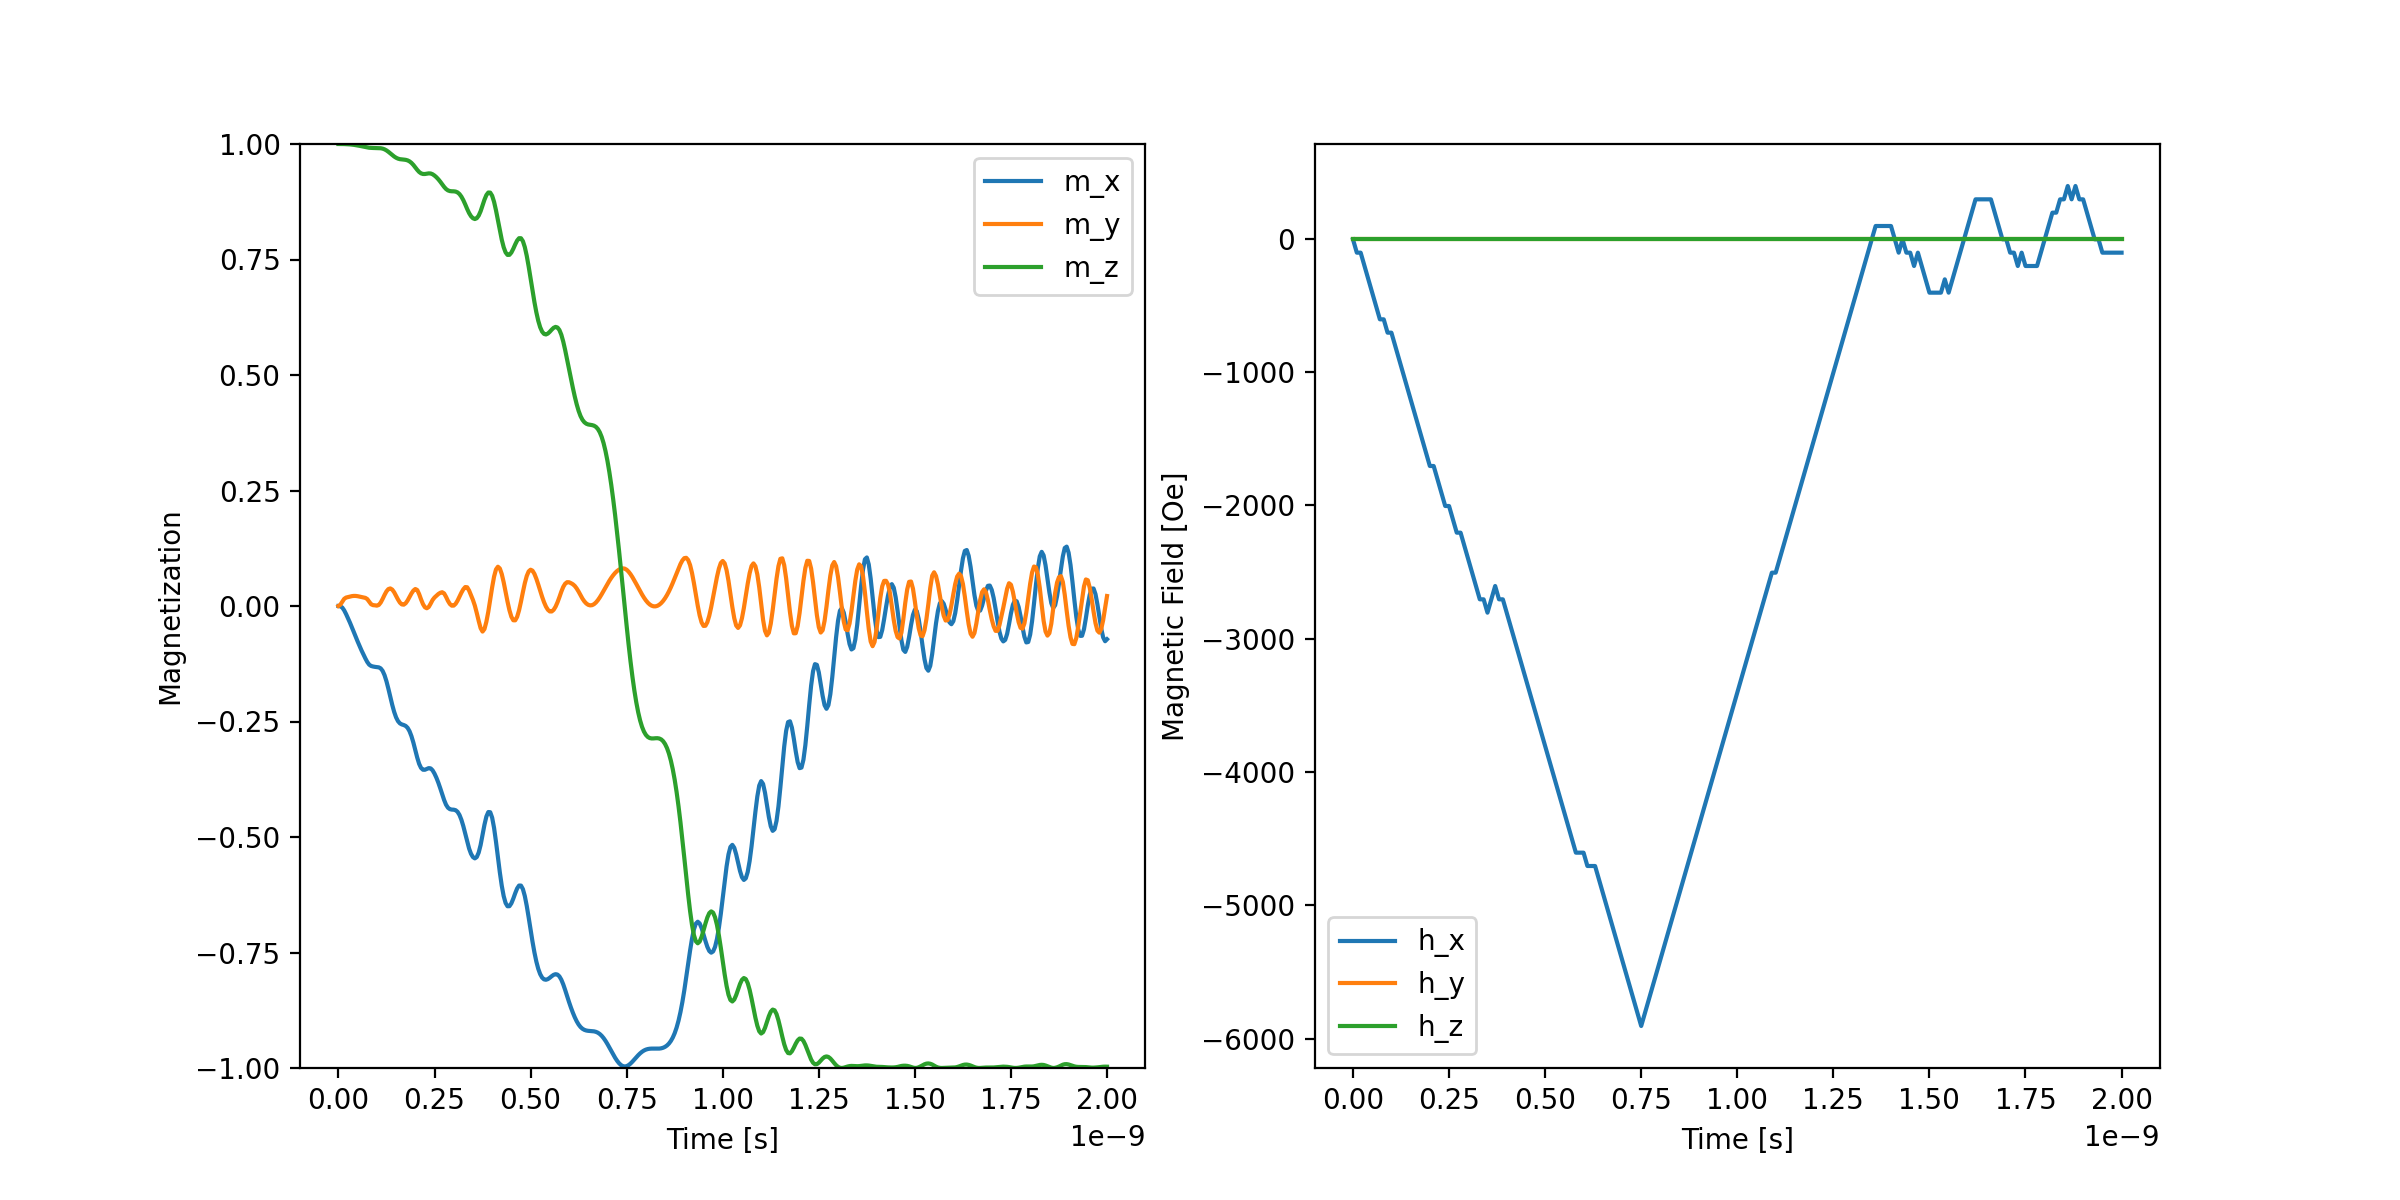 1.00
0.75
0.50
0.25
0.00
−0.25
−0.50
−0.75
−1.00
Magnetization
m_x
m_y
m_z
0.00 0.25 0.50 0.75 1.00 1.25 1.50 1.75 2.00
Time [s]
1e−9
0
−1000
−2000
−3000
−4000
−5000
−6000
Magnetic Field [Oe]
h_x
h_y
h_z
0.00 0.25 0.50 0.75 1.00 1.25 1.50 1.75 2.00
Time [s]
1e−9